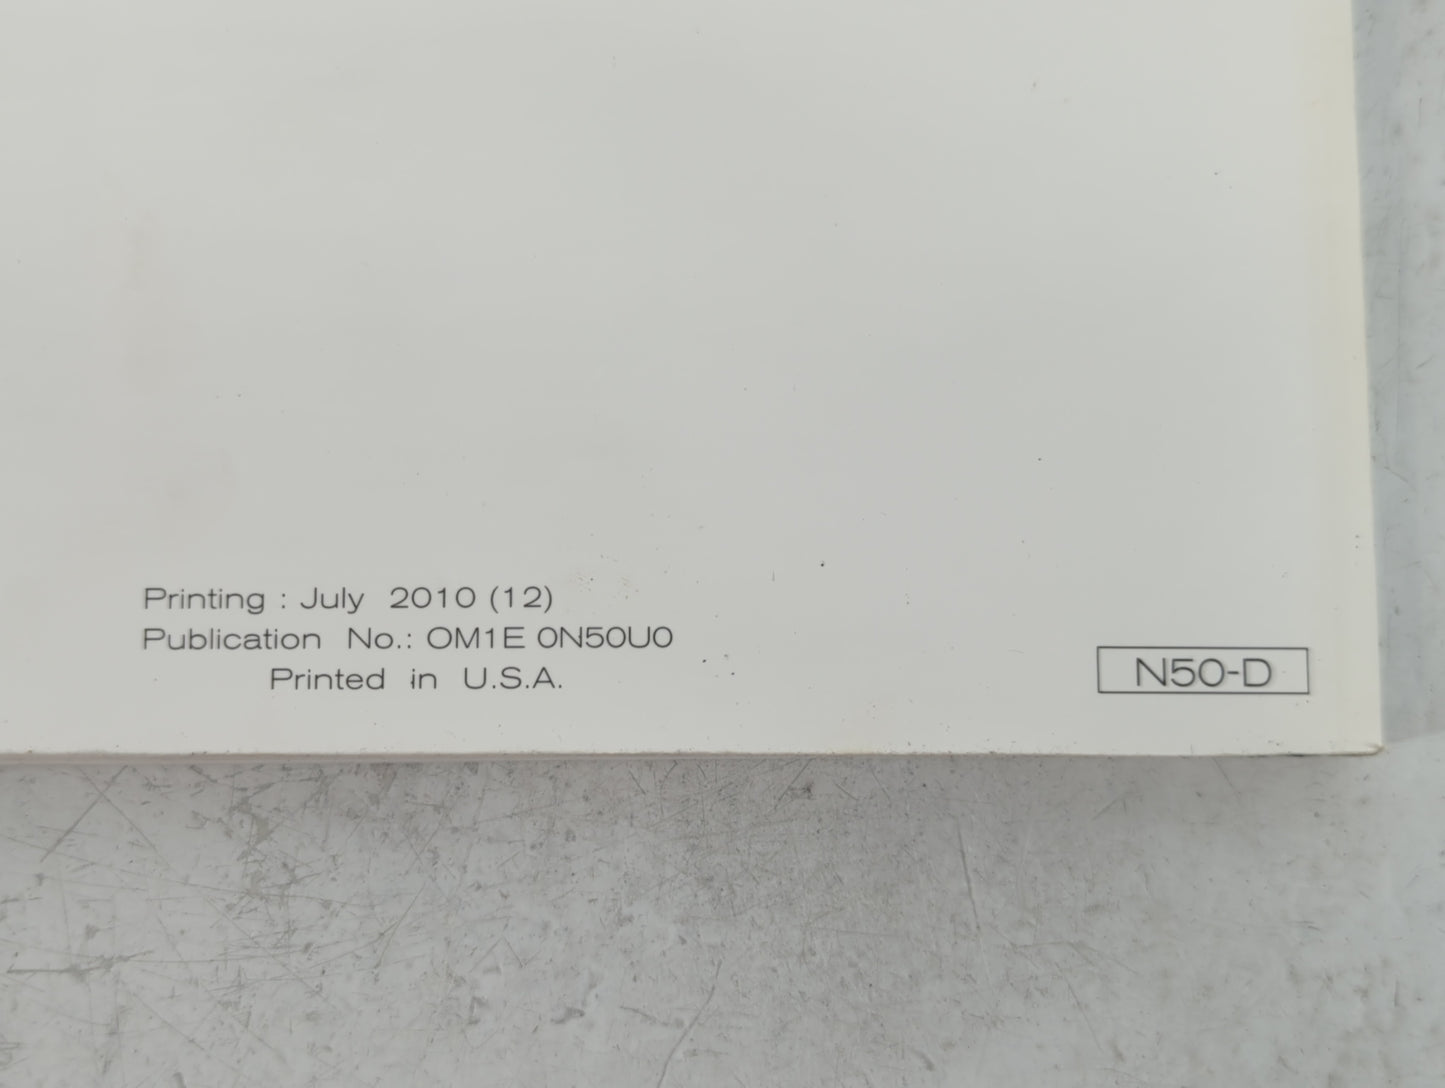 Printing : July 2010 (12)
Publication No.: OM1E 0N50U0
Printed in U.S.A.
N50-D